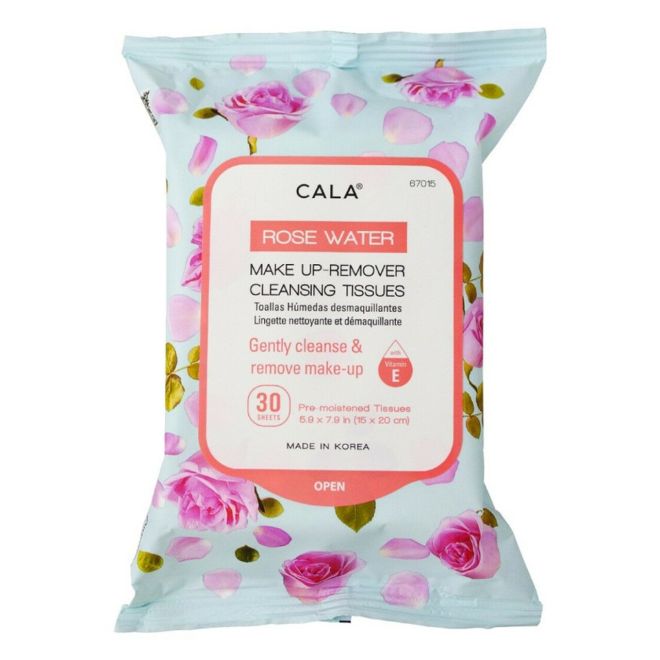 CALA®
67015
ROSE WATER
MAKE UP-REMOVER
CLEANSING TISSUES
Toallas Húmedas desmaquillantes
Lingette nettoyante et démaquillante
Gently cleanse &
remove make-up
with
Vitamin
E
30
SHEETS
Pre-moistened Tissues
5.9 x 7.9 in (15 x 20 cm)
MADE IN KOREA
OPEN